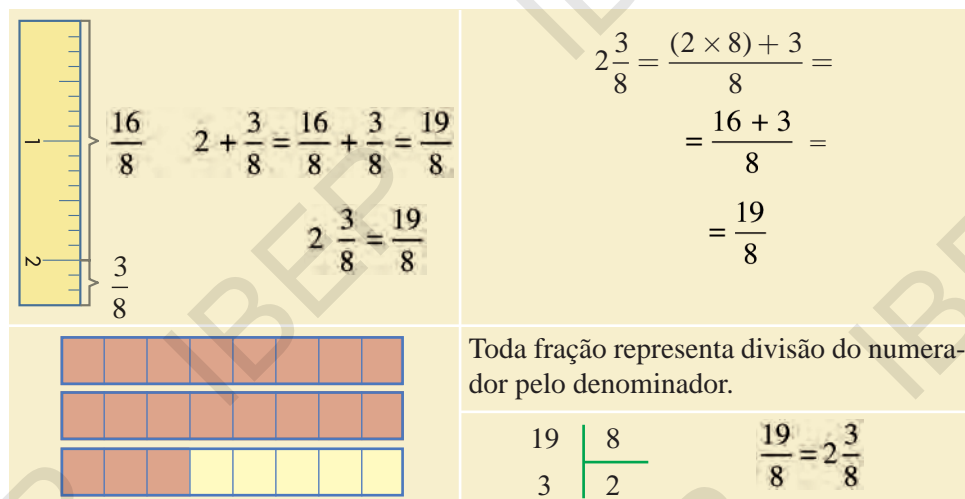 1
2
16/8
2 + 3/8 = 16/8 + 3/8 = 19/8
2 3/8 = 19/8
3/8
2 3/8 = (2 × 8) + 3 / 8 =
= 16 + 3 / 8 =
= 19/8
Toda fração representa divisão do numera-
dor pelo denominador.
19 8
3 2
19/8 = 2 3/8
IBEP
IBEP